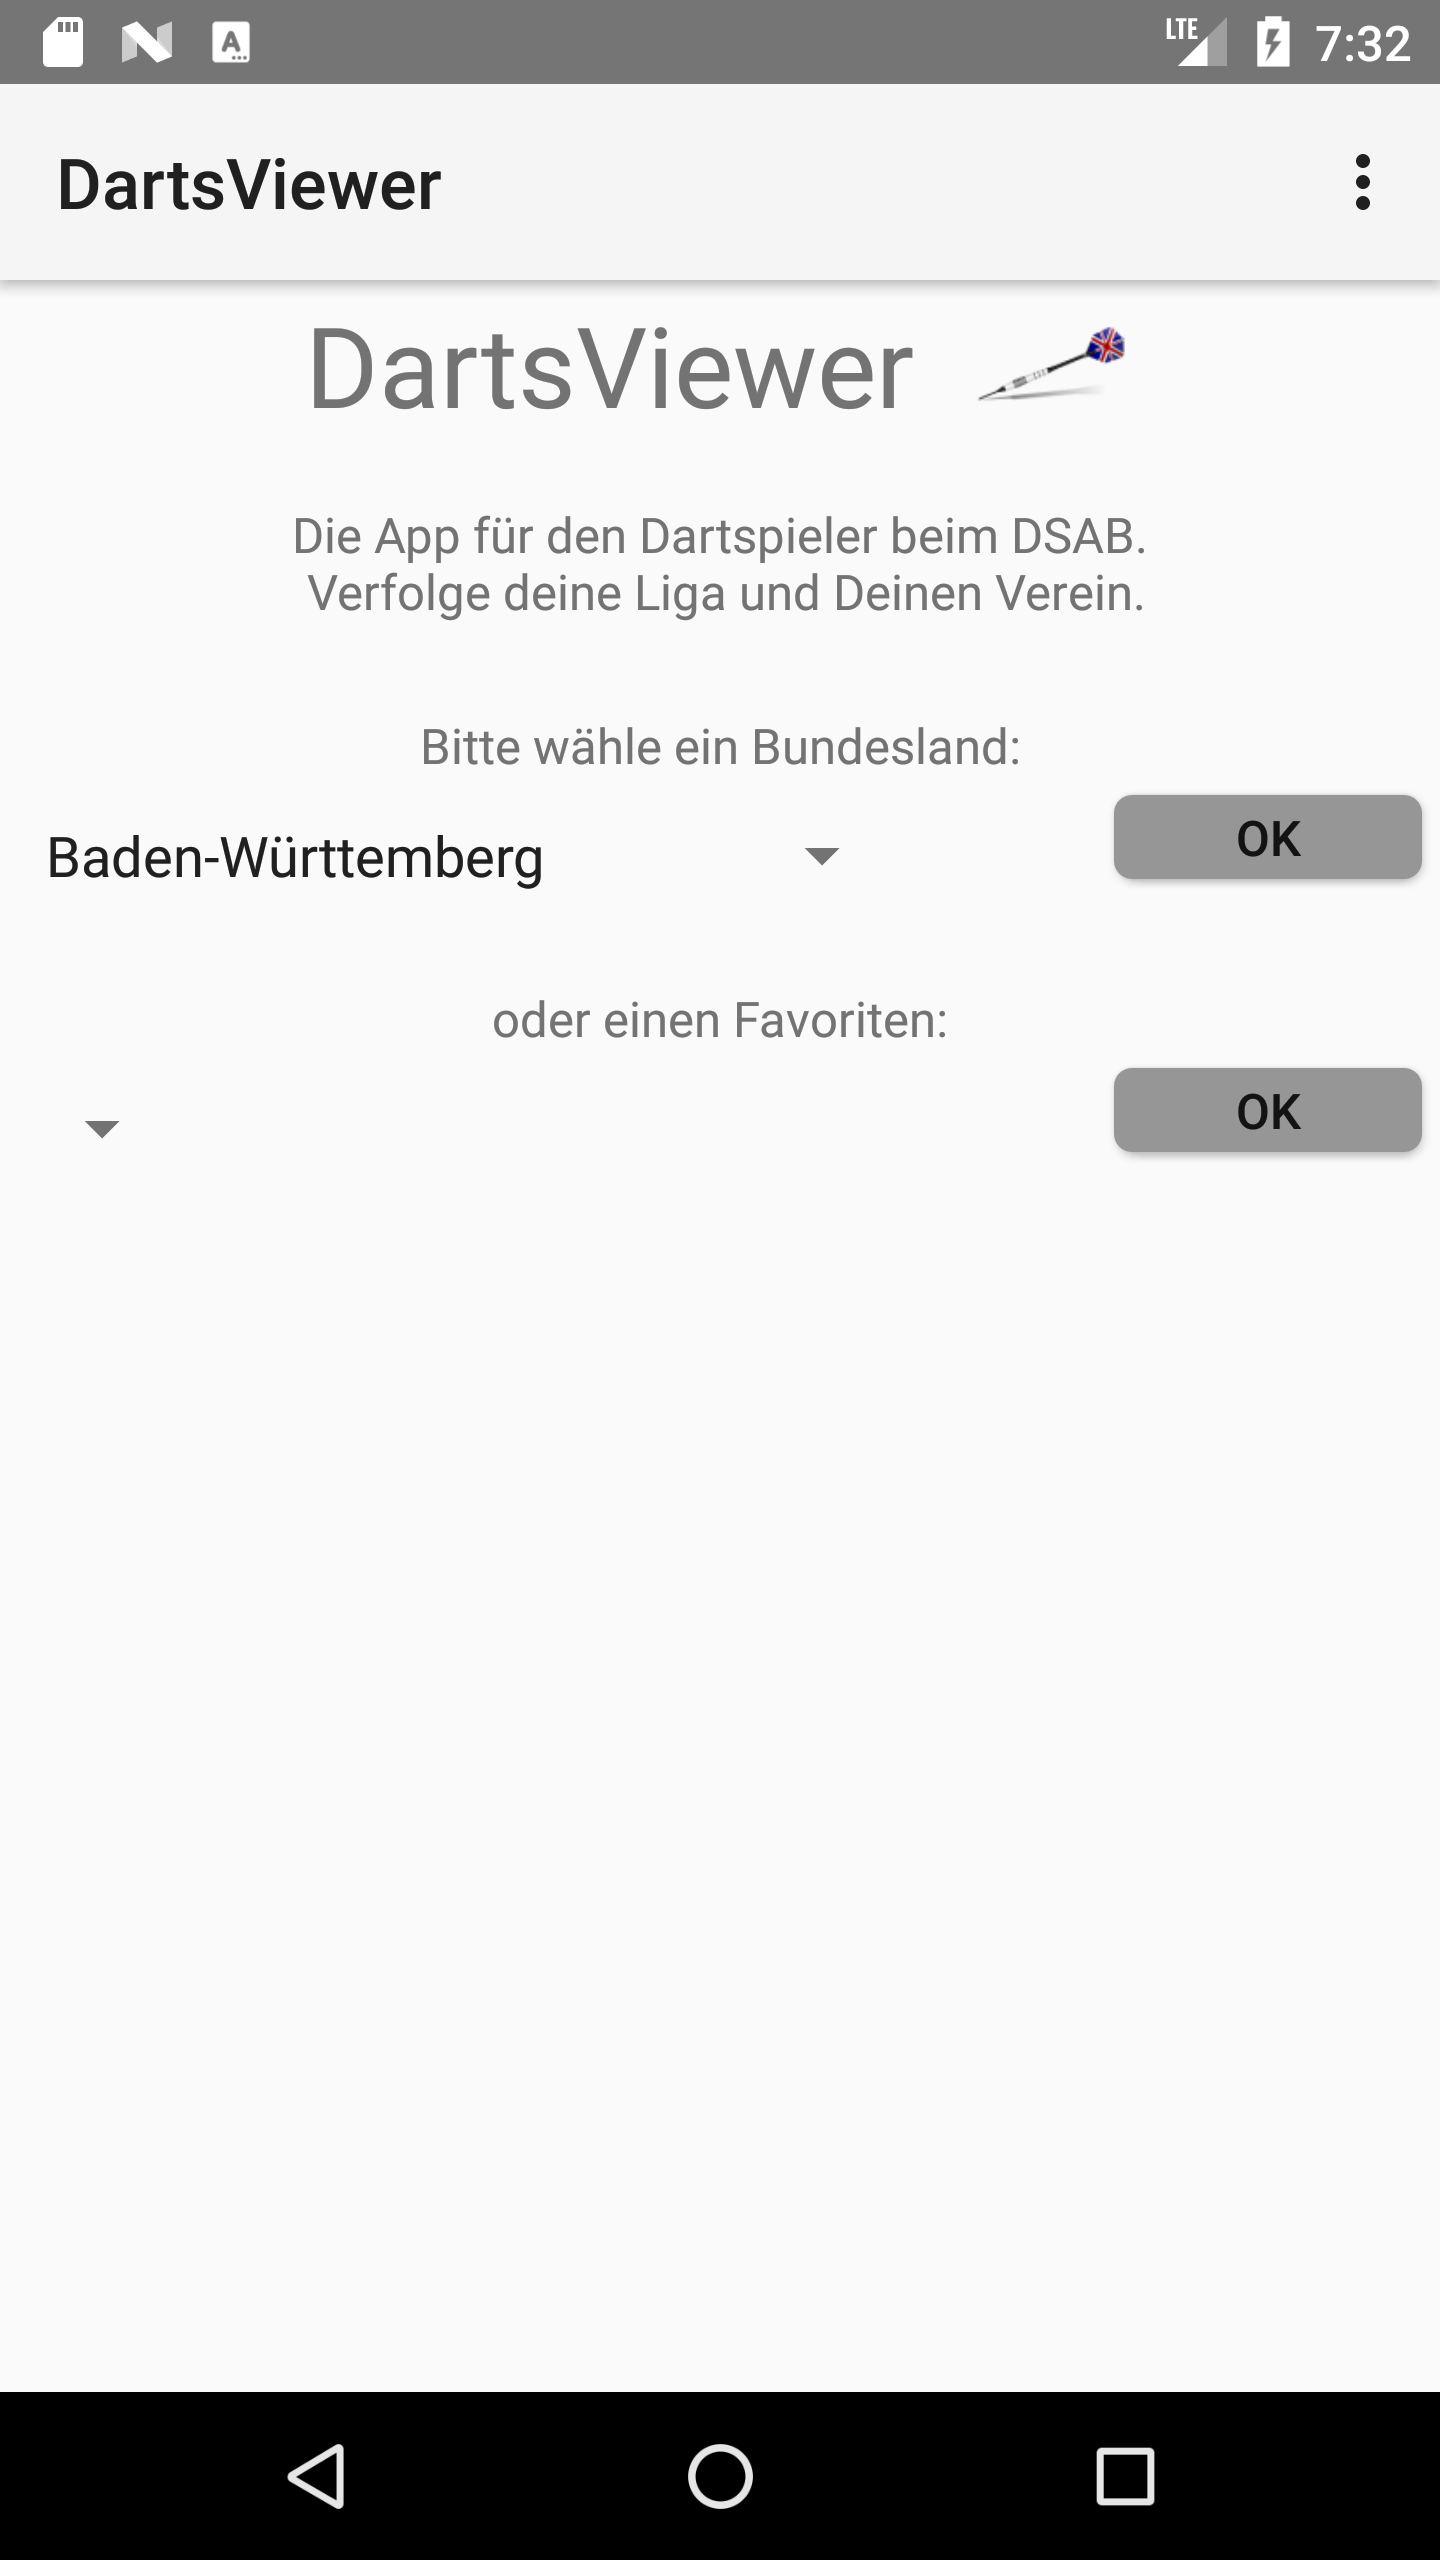 LTE 7:32
DartsViewer
DartsViewer
Die App für den Dartspieler beim DSAB.
Verfolge deine Liga und Deinen Verein.
Bitte wähle ein Bundesland:
Baden-Württemberg
OK
oder einen Favoriten:
OK